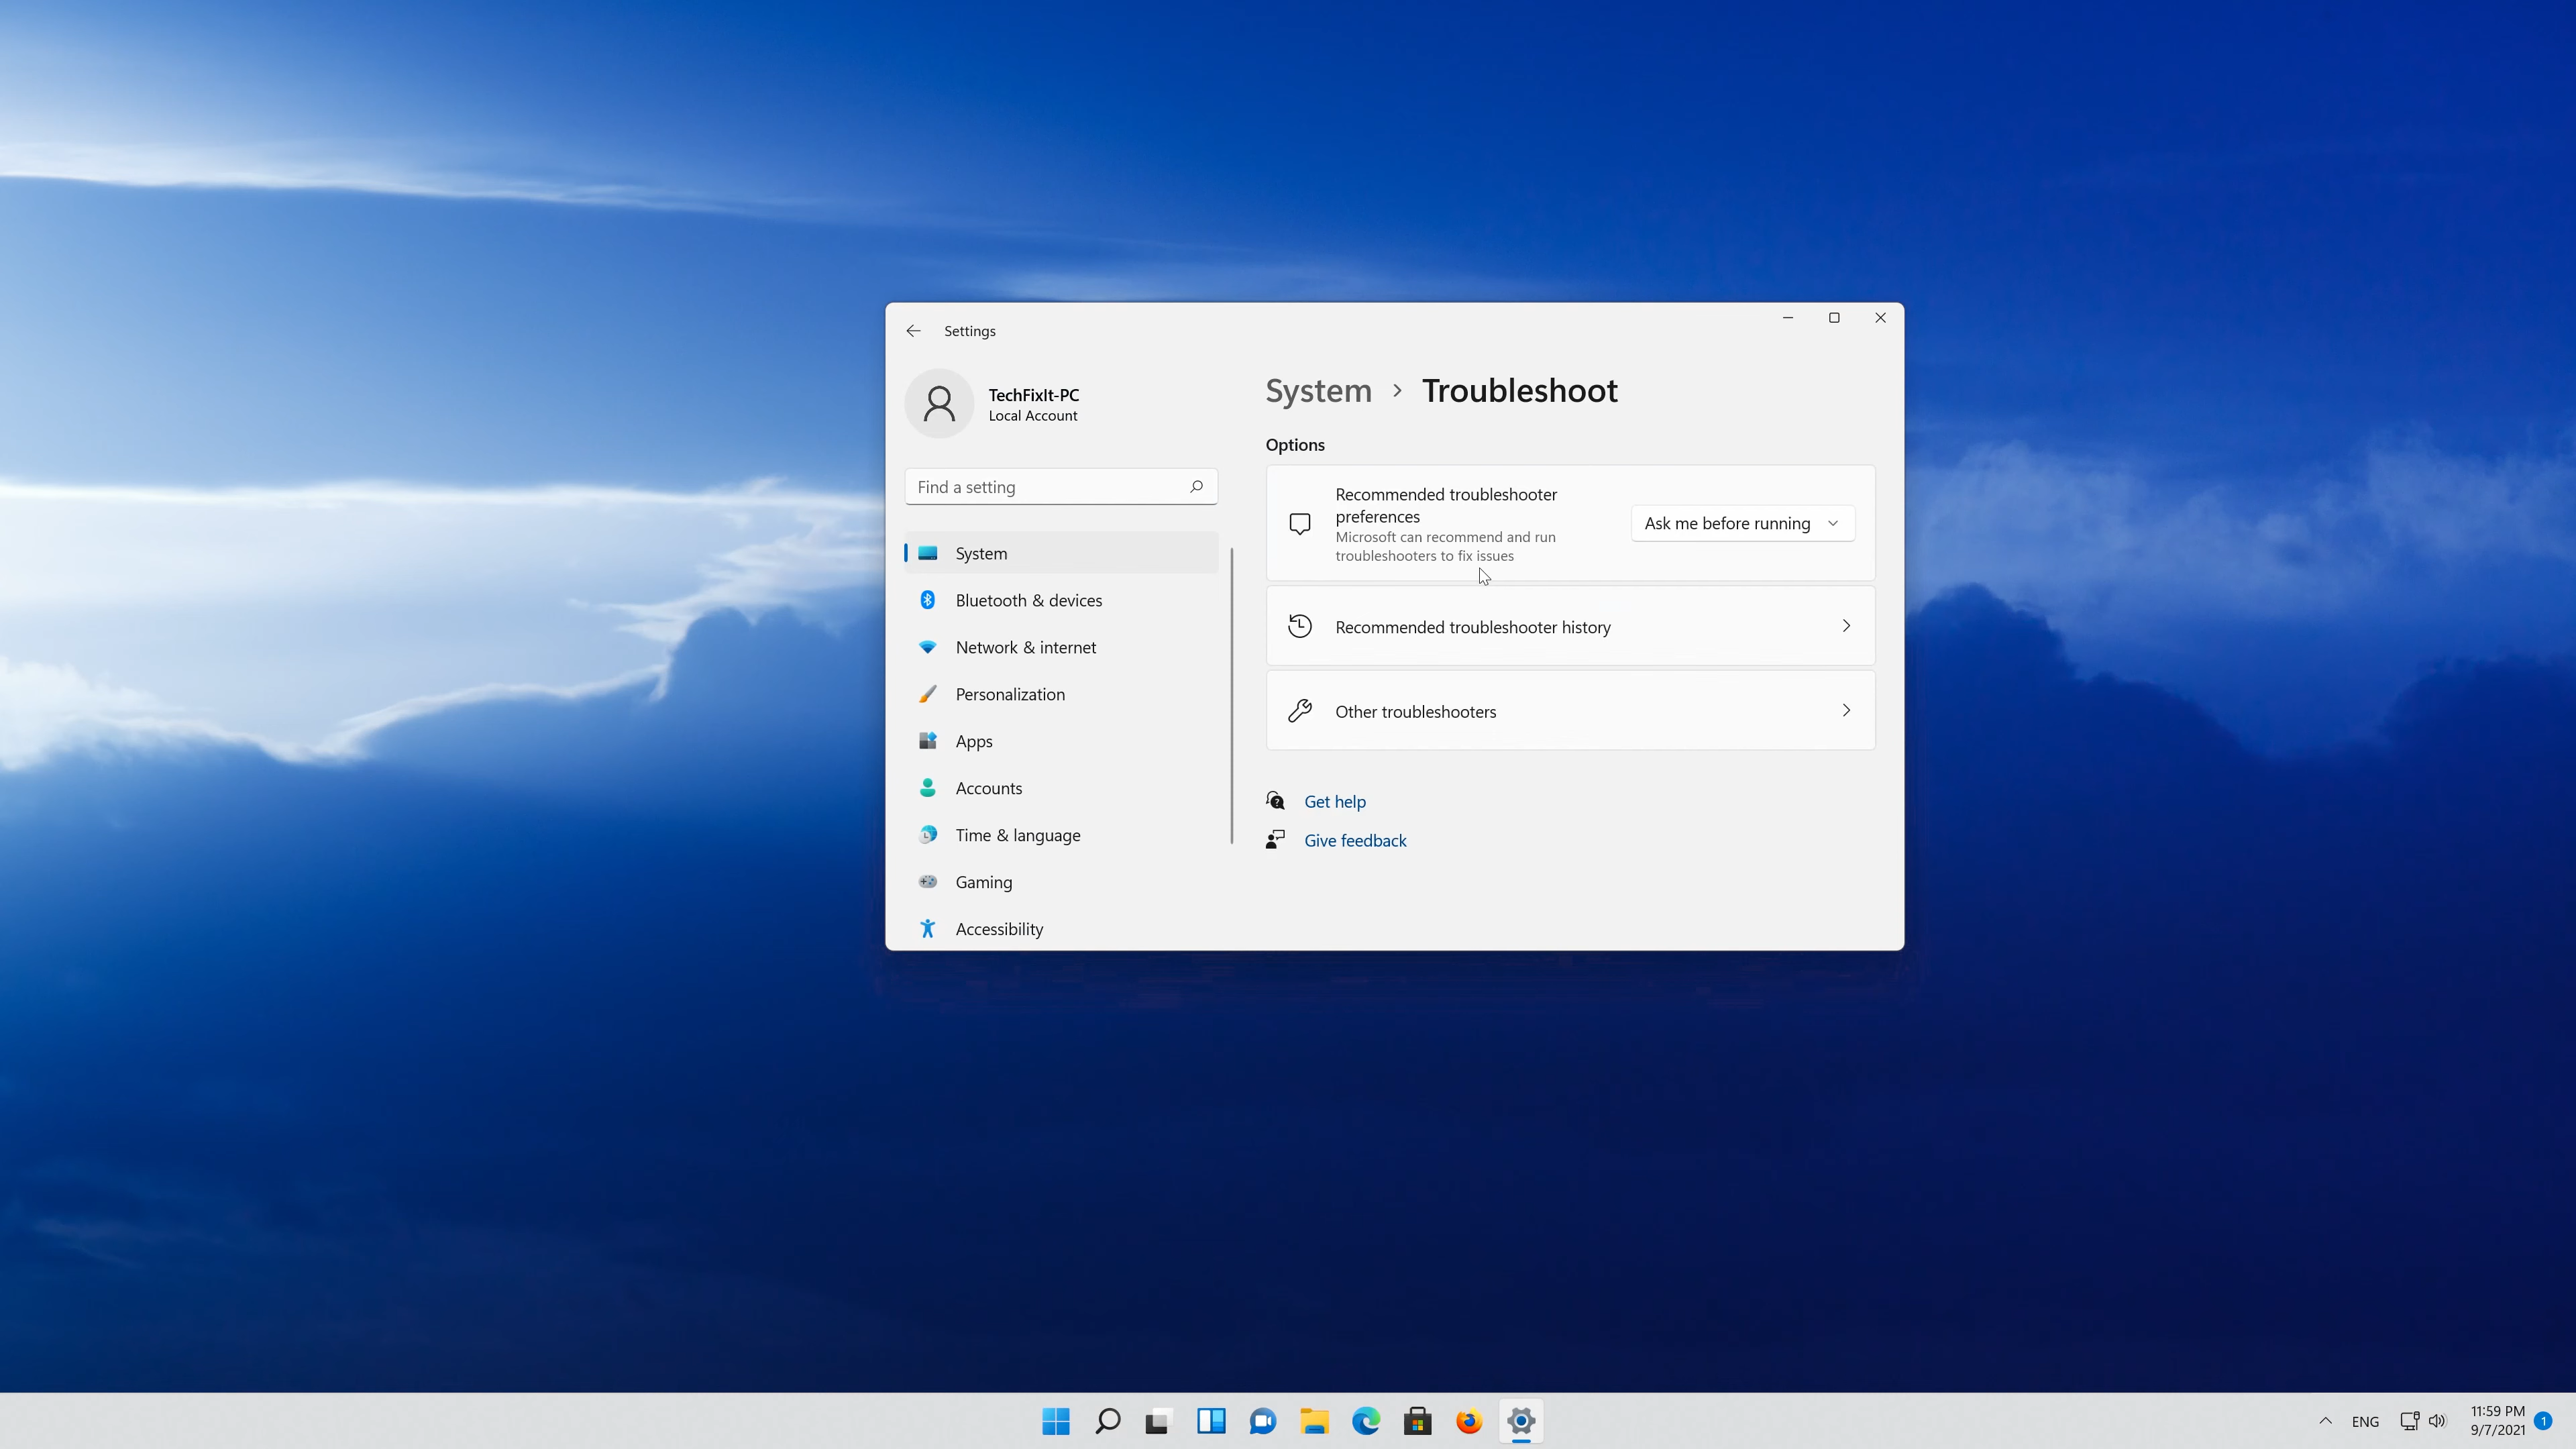 Settings
TechFixIt-PC
Local Account
Find a setting
System
Bluetooth & devices
Network & internet
Personalization
Apps
Accounts
Time & language
Gaming
Accessibility
System > Troubleshoot
Options
Recommended troubleshooter
preferences
Microsoft can recommend and run
troubleshooters to fix issues
Ask me before running
Recommended troubleshooter history
Other troubleshooters
Get help
Give feedback
ENG
11:59 PM
9/7/2021
1